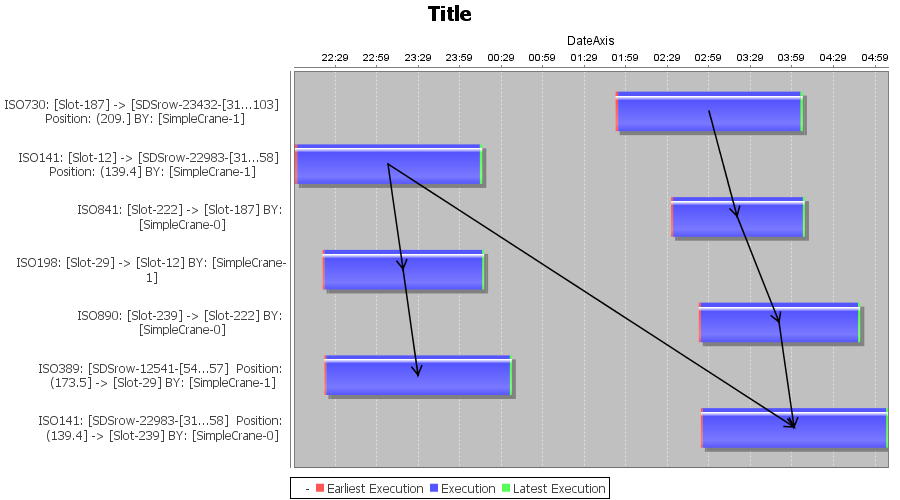 Title
DateAxis
22:29 22:59 23:29 23:59 00:29 00:59 01:29 01:59 02:29 02:59 03:29 03:59 04:29 04:59
ISO730: [Slot-187] -> [SDSrow-23432-[31...103]
Position: (209.] BY: [SimpleCrane-1]
ISO141: [Slot-12] -> [SDSrow-22983-[31...58]
Position: (139.4] BY: [SimpleCrane-1]
ISO841: [Slot-222] -> [Slot-187] BY:
[SimpleCrane-0]
ISO198: [Slot-29] -> [Slot-12] BY: [SimpleCrane-
1]
ISO890: [Slot-239] -> [Slot-222] BY:
[SimpleCrane-0]
ISO389: [SDSrow-12541-[54...57] Position:
(173.5] -> [Slot-29] BY: [SimpleCrane-1]
ISO141: [SDSrow-22983-[31...58] Position:
(139.4] -> [Slot-239] BY: [SimpleCrane-0]
- Earliest Execution Execution Latest Execution